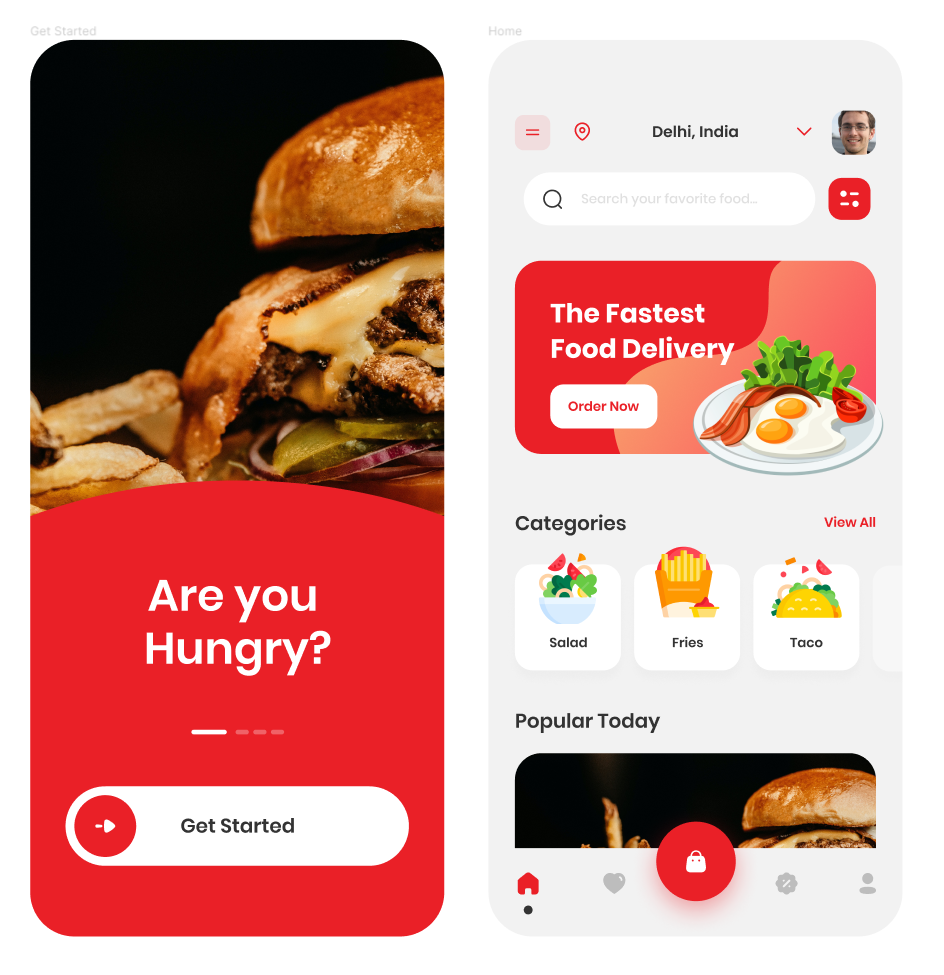 Get Started
Are you
Hungry?
Get Started
Home
Delhi, India
Search your favorite food...
The Fastest
Food Delivery
Order Now
Categories
View All
Salad
Fries
Taco
Popular Today